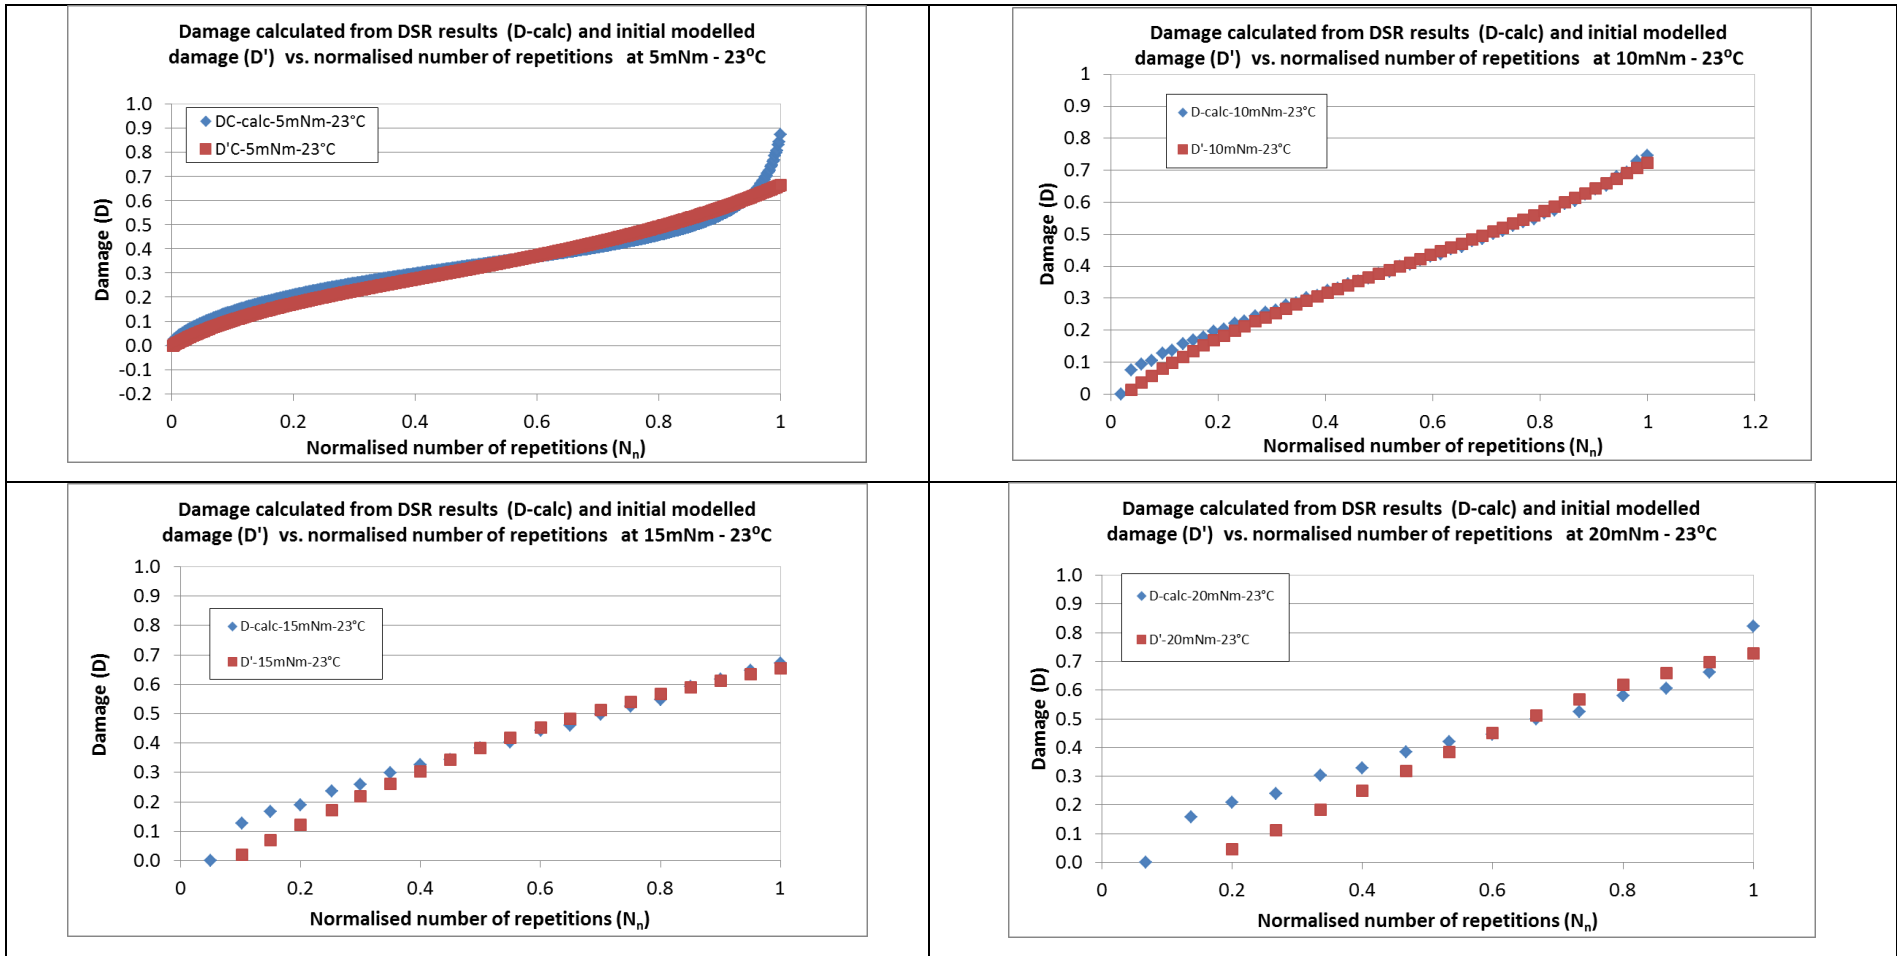 Damage calculated from DSR results (D-calc) and initial modelled
damage (D') vs. normalised number of repetitions at 5mNm - 23⁰C
1.0
0.9
0.8
0.7
0.6
0.5
0.4
0.3
0.2
0.1
0.0
-0.1
-0.2
Damage (D)
DC-calc-5mNm-23°C
D'C-5mNm-23°C
0 0.2 0.4 0.6 0.8 1
Normalised number of repetitions (Nₙ)
Damage calculated from DSR results (D-calc) and initial modelled
damage (D') vs. normalised number of repetitions at 10mNm - 23⁰C
1
0.9
0.8
0.7
0.6
0.5
0.4
0.3
0.2
0.1
0
Damage (D)
D-calc-10mNm-23°C
D'-10mNm-23°C
0 0.2 0.4 0.6 0.8 1 1.2
Normalised number of repetitions (Nₙ)
Damage calculated from DSR results (D-calc) and initial modelled
damage (D') vs. normalised number of repetitions at 15mNm - 23⁰C
1.0
0.9
0.8
0.7
0.6
0.5
0.4
0.3
0.2
0.1
0.0
Damage (D)
D-calc-15mNm-23°C
D'-15mNm-23°C
0 0.2 0.4 0.6 0.8 1
Normalised number of repetitions (Nₙ)
Damage calculated from DSR results (D-calc) and initial modelled
damage (D') vs. normalised number of repetitions at 20mNm - 23⁰C
1.0
0.9
0.8
0.7
0.6
0.5
0.4
0.3
0.2
0.1
0.0
Damage (D)
D-calc-20mNm-23°C
D'-20mNm-23°C
0 0.2 0.4 0.6 0.8 1
Normalised number of repetitions (Nₙ)